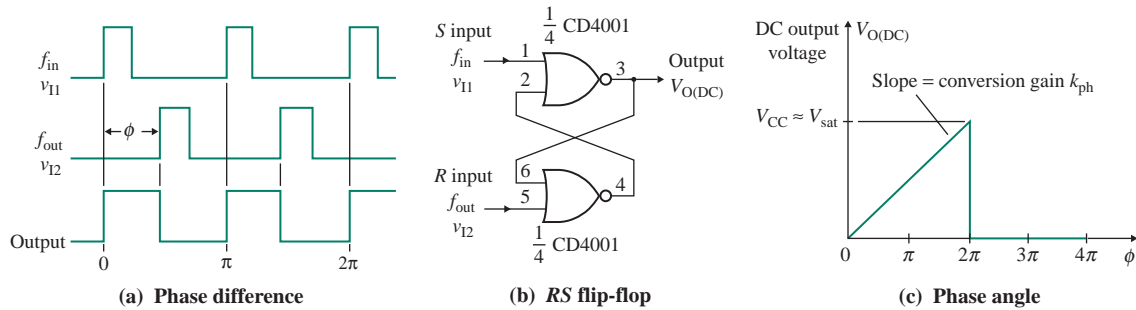 f_in
v_I1
ϕ
f_out
v_I2
Output
0 π 2π
(a) Phase difference
1/4 CD4001
S input
f_in
v_I1
1
2
3
Output
V_O(DC)
6
5
4
R input
f_out
v_I2
1/4 CD4001
(b) RS flip-flop
DC output
voltage
V_O(DC)
Slope = conversion gain k_ph
V_CC ≈ V_sat
0 π 2π 3π 4π ϕ
(c) Phase angle